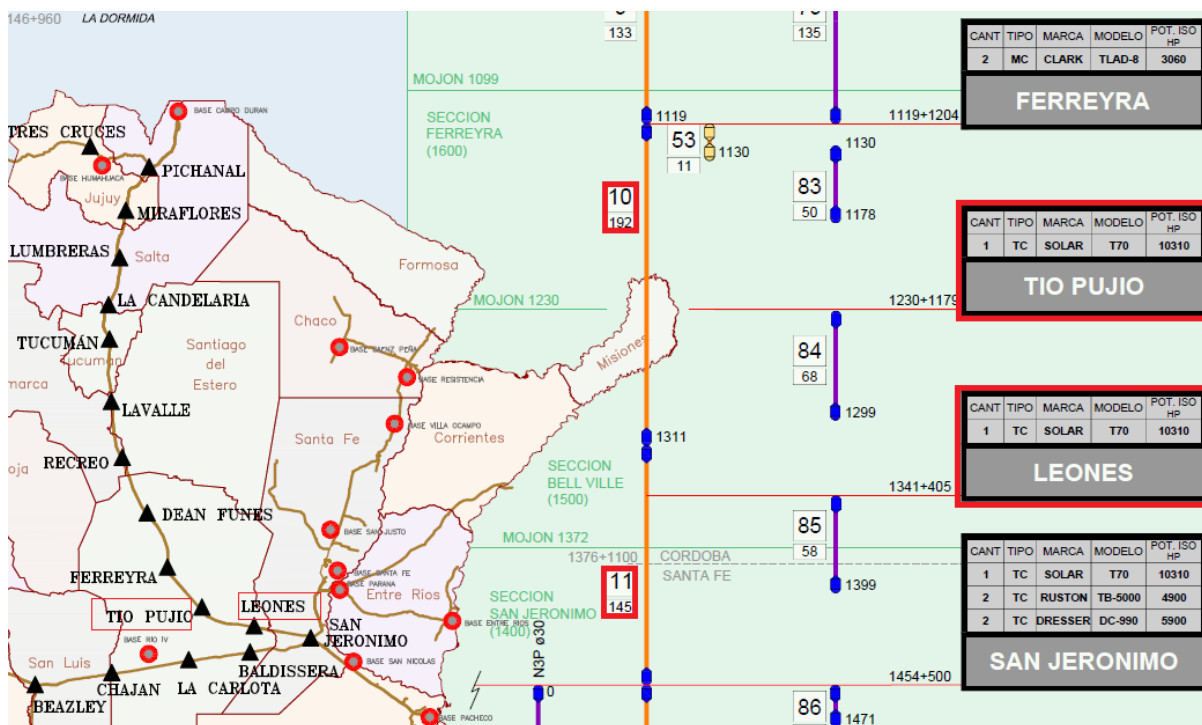 146+960
LA DORMIDA
BASE CAMPO DURAN
TRES CRUCES
PICHANAL
BASE HUMAHUACA
Jujuy
MIRAFLORES
LUMBRERAS
Salta
Formosa
LA CANDELARIA
Chaco
TUCUMÁN
Tucumán
Santiago
del
Estero
BASE SAENZ PEÑA
Misiones
marca
BASE RESISTENCIA
LAVALLE
BASE VILLA OCAMPO
Santa Fe
Corrientes
RECREO
oja
DEAN FUNES
BASE SAN JUSTO
FERREYRA
BASE SANTA FE
BASE PARANA
Entre Rios
TIO PUJIO
LEONES
BASE ENTRE RIOS
BASE RIO IV
SAN
JERONIMO
San Luis
BALDISSERA
BASE SAN NICOLAS
CHAJAN
LA CARLOTA
BEAZLEY
BASE PACHECO
9
133
135
MOJON 1099
SECCION
FERREYRA
(1600)
1119
1119+1204
53
11
1130
1130
10
192
83
50
1178
MOJON 1230
1230+1179
84
68
1299
1311
SECCION
BELL VILLE
(1500)
1341+405
85
58
MOJON 1372
1376+1100
CORDOBA
SANTA FE
1399
11
145
SECCION
SAN JERONIMO
(1400)
N3P ø30
0
1454+500
86
1471
CANT TIPO MARCA MODELO POT. ISO HP
2 MC CLARK TLAD-8 3060
FERREYRA
CANT TIPO MARCA MODELO POT. ISO HP
1 TC SOLAR T70 10310
TIO PUJIO
CANT TIPO MARCA MODELO POT. ISO HP
1 TC SOLAR T70 10310
LEONES
CANT TIPO MARCA MODELO POT. ISO HP
1 TC SOLAR T70 10310
2 TC RUSTON TB-5000 4900
2 TC DRESSER DC-990 5900
SAN JERONIMO